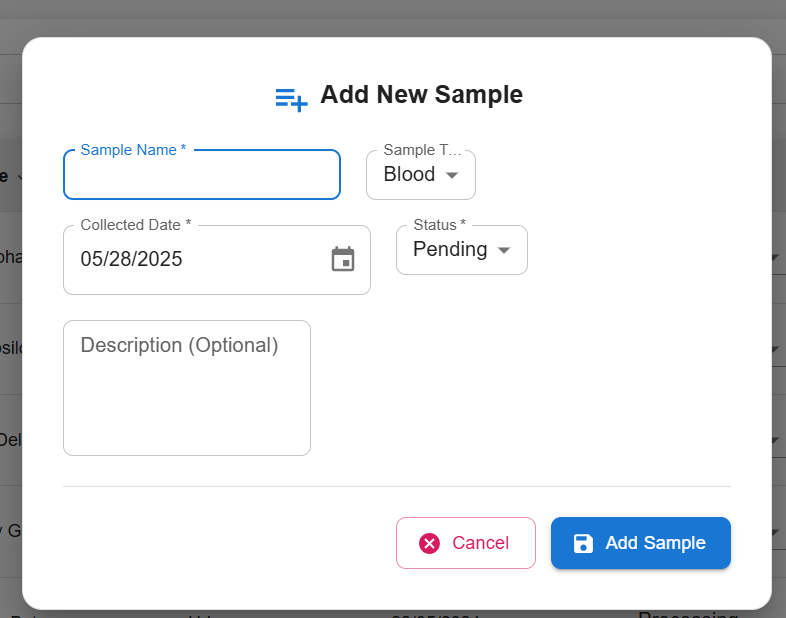 Add New Sample
Sample Name *
Sample T...
Blood
Collected Date *
05/28/2025
Status *
Pending
Description (Optional)
Cancel
Add Sample